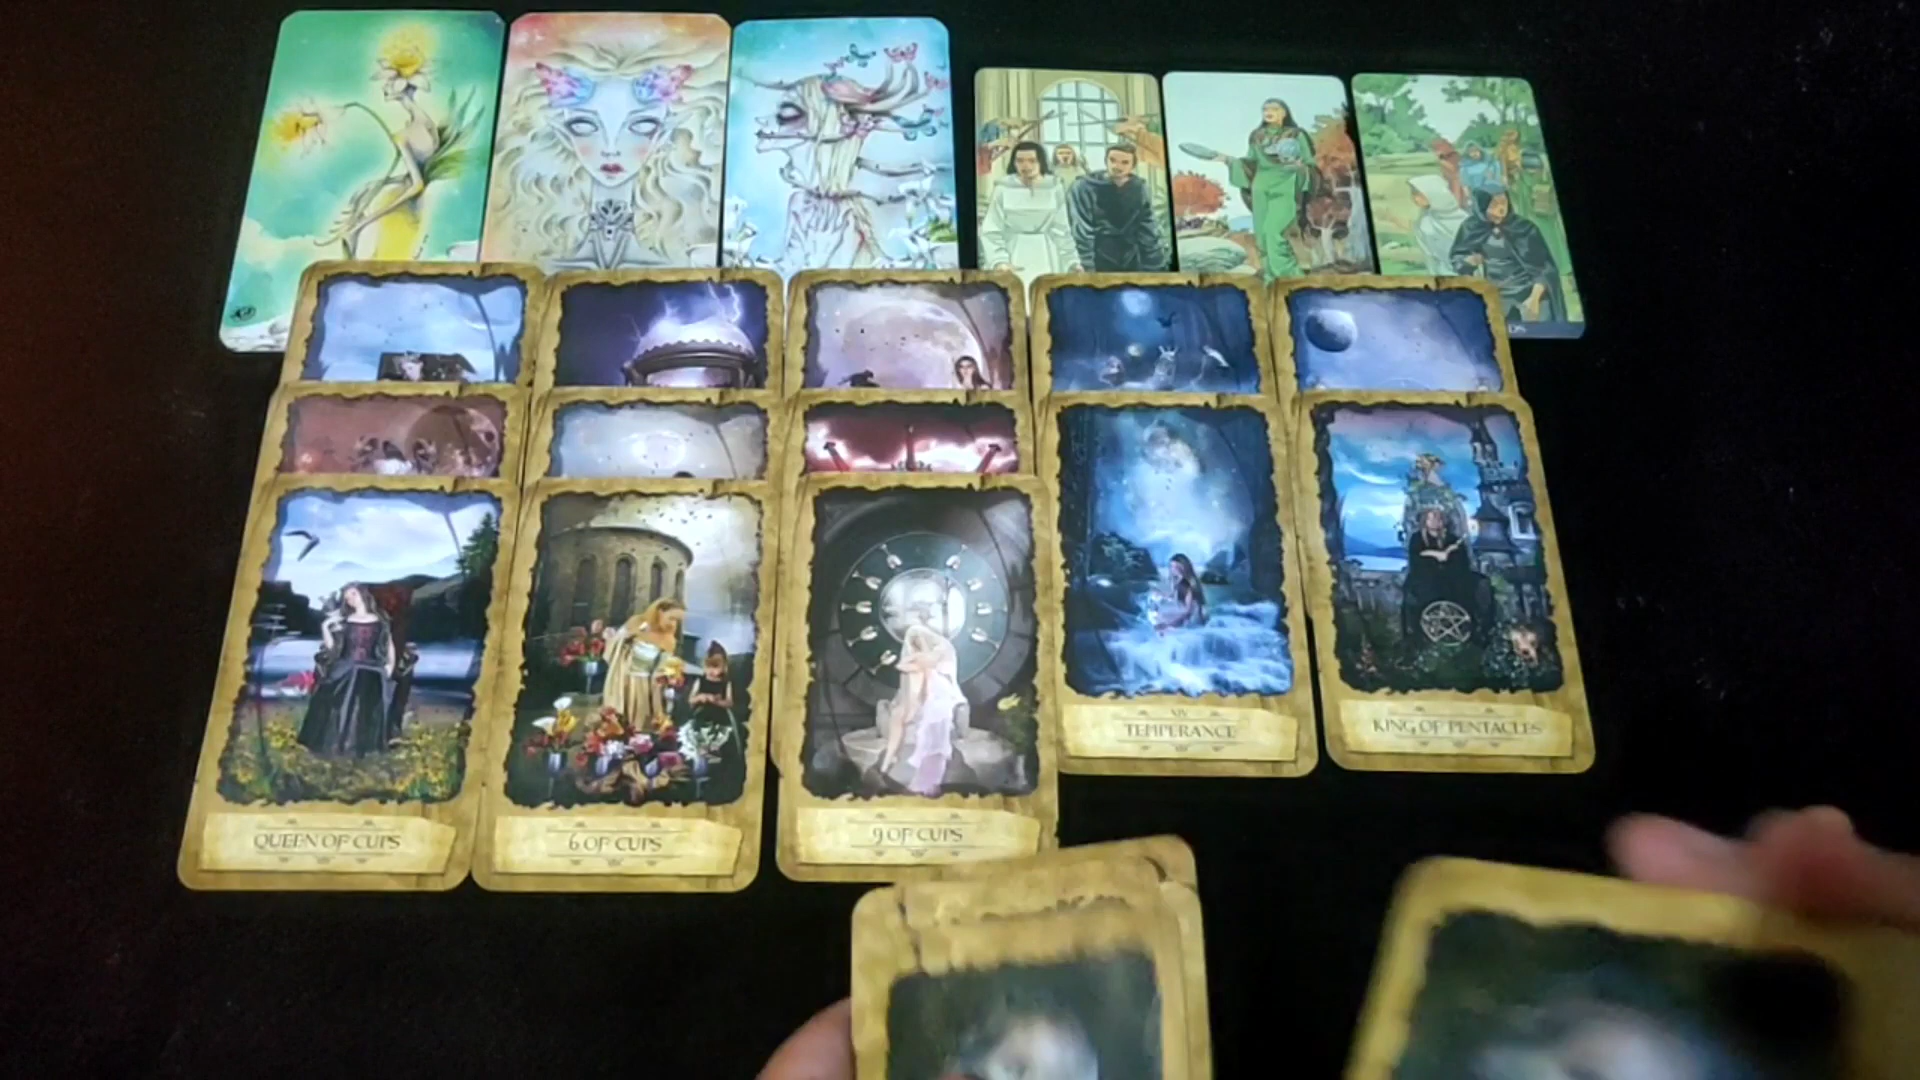 XIV
TEMPERANCE
KING OF PENTACLES
QUEEN OF CUPS
6 OF CUPS
9 OF CUPS